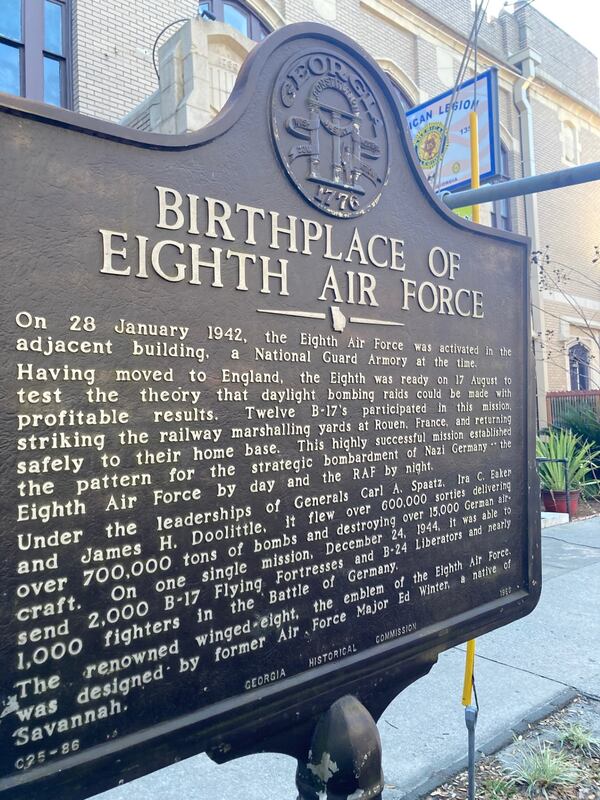 GEORGIA
CONSTITUTION
1776
BIRTHPLACE OF
EIGHTH AIR FORCE
On 28 January 1942, the Eighth Air Force was activated in the
adjacent building, a National Guard Armory at the time.
Having moved to England, the Eighth was ready on 17 August to
test the theory that daylight bombing raids could be made with
profitable results. Twelve B-17's participated in this mission,
striking the railway marshalling yards at Rouen, France, and returning
safely to their home base. This highly successful mission established
the pattern for the strategic bombardment of Nazi Germany -- the
Eighth Air Force by day and the RAF by night.
Under the leaderships of Generals Carl A. Spaatz, Ira C. Eaker
and James H. Doolittle, it flew over 600,000 sorties delivering
over 700,000 tons of bombs and destroying over 15,000 German air-
craft. On one single mission, December 24, 1944, it was able to
send 2,000 B-17 Flying Fortresses and B-24 Liberators and nearly
1,000 fighters in the Battle of Germany.
The renowned winged-eight, the emblem of the Eighth Air Force,
was designed by former Air Force Major Ed Winter, a native of
Savannah.
025-86
GEORGIA HISTORICAL COMMISSION
ICAN LEGION
135